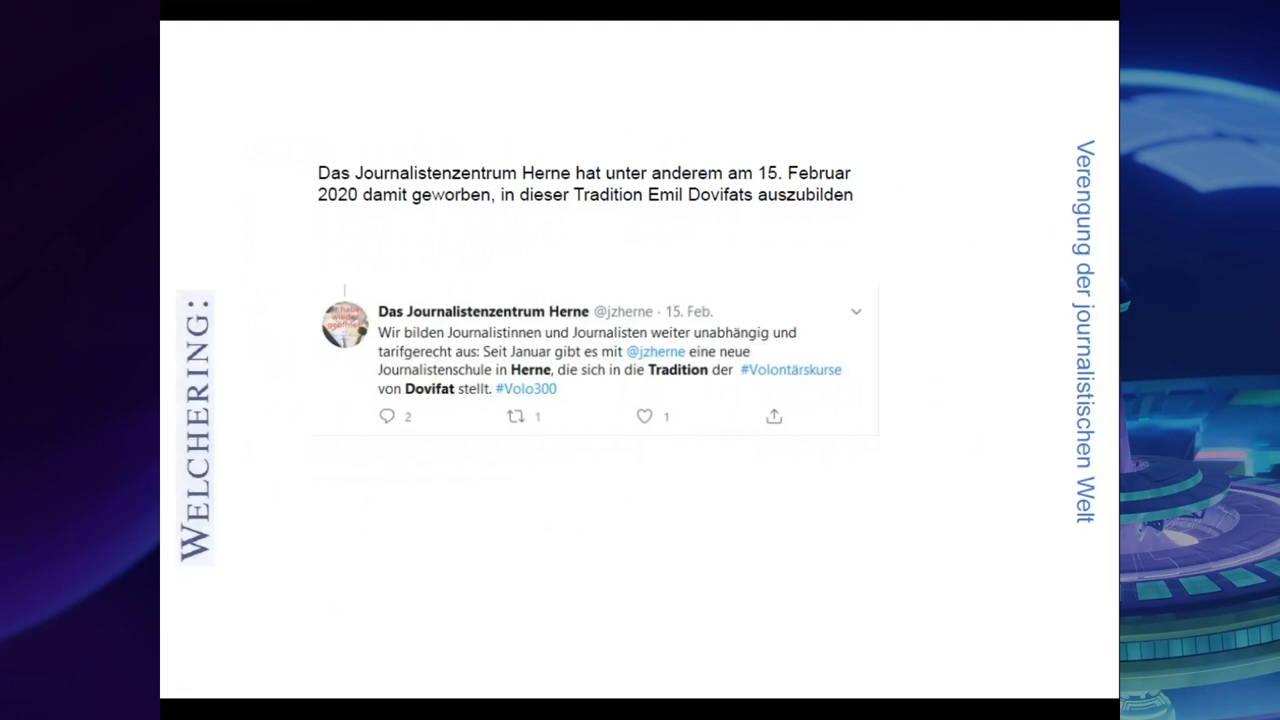 Das Journalistenzentrum Herne hat unter anderem am 15. Februar
2020 damit geworben, in dieser Tradition Emil Dovifats auszubilden
Das Journalistenzentrum Herne @jzherne · 15. Feb.
Wir bilden Journalistinnen und Journalisten weiter unabhängig und
tarifgerecht aus: Seit Januar gibt es mit @jzherne eine neue
Journalistenschule in Herne, die sich in die Tradition der #Volontärskurse
von Dovifat stellt. #Volo300
2 1 1
WELCHERING:
Verengung der journalistischen Welt